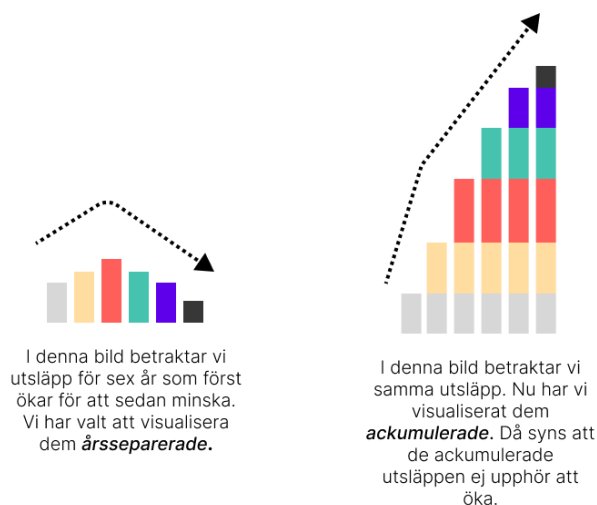 I denna bild betraktar vi
utsläpp för sex år som först
ökar för att sedan minska.
Vi har valt att visualisera
dem årsseparerade.
I denna bild betraktar vi
samma utsläpp. Nu har vi
visualiserat dem
ackumulerade. Då syns att
de ackumulerade
utsläppen ej upphör att
öka.